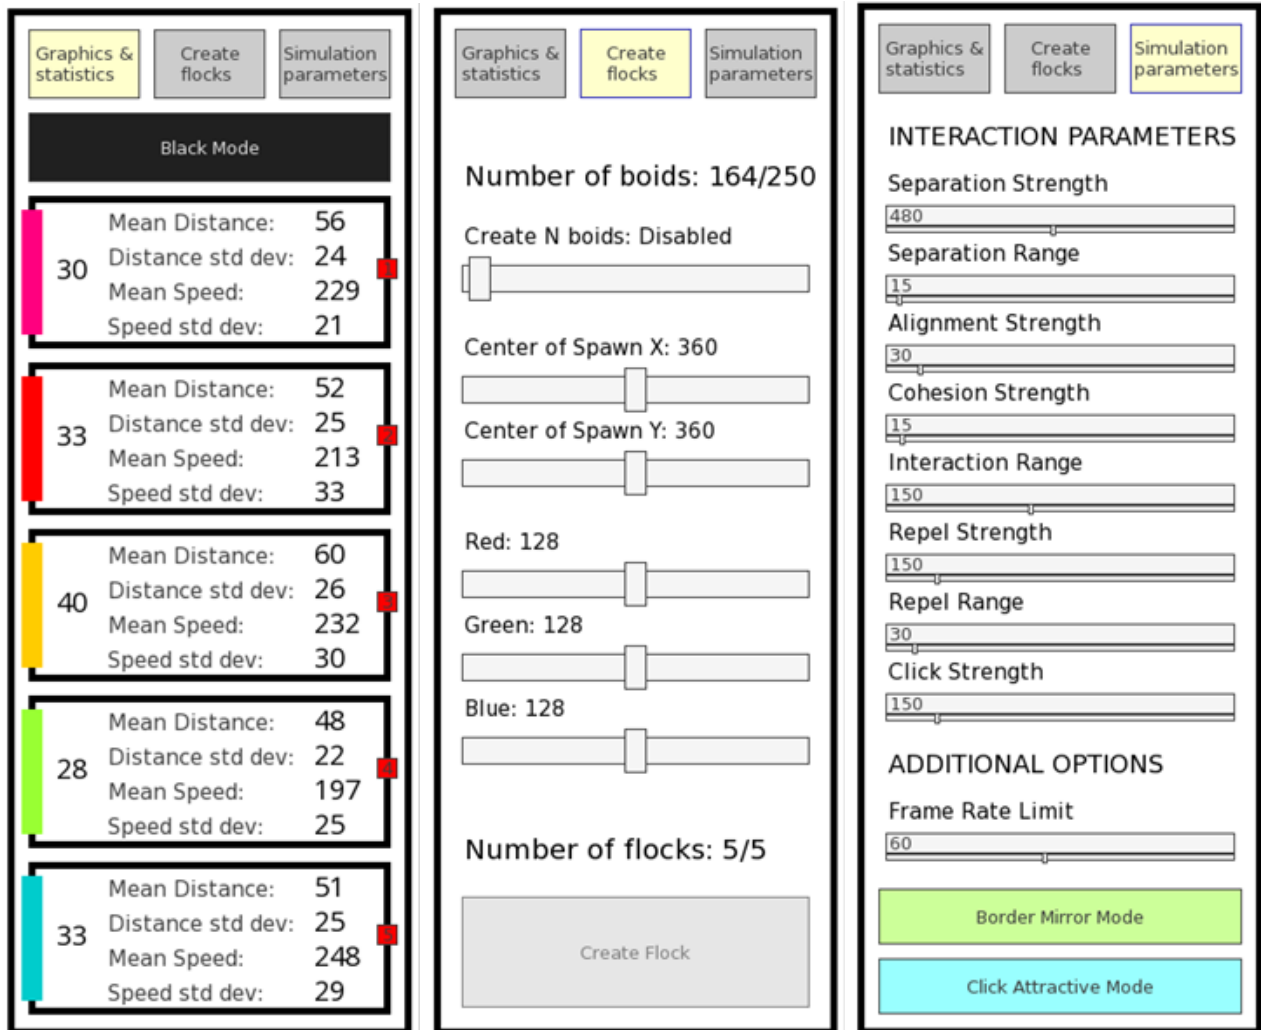 Graphics &
statistics
Create
flocks
Simulation
parameters
Black Mode
30
Mean Distance: 56
Distance std dev: 24
Mean Speed: 229
Speed std dev: 21
1
33
Mean Distance: 52
Distance std dev: 25
Mean Speed: 213
Speed std dev: 33
2
40
Mean Distance: 60
Distance std dev: 26
Mean Speed: 232
Speed std dev: 30
3
28
Mean Distance: 48
Distance std dev: 22
Mean Speed: 197
Speed std dev: 25
4
33
Mean Distance: 51
Distance std dev: 25
Mean Speed: 248
Speed std dev: 29
5
Graphics &
statistics
Create
flocks
Simulation
parameters
Number of boids: 164/250
Create N boids: Disabled
Center of Spawn X: 360
Center of Spawn Y: 360
Red: 128
Green: 128
Blue: 128
Number of flocks: 5/5
Create Flock
Graphics &
statistics
Create
flocks
Simulation
parameters
INTERACTION PARAMETERS
Separation Strength
480
Separation Range
15
Alignment Strength
30
Cohesion Strength
15
Interaction Range
150
Repel Strength
150
Repel Range
30
Click Strength
150
ADDITIONAL OPTIONS
Frame Rate Limit
60
Border Mirror Mode
Click Attractive Mode